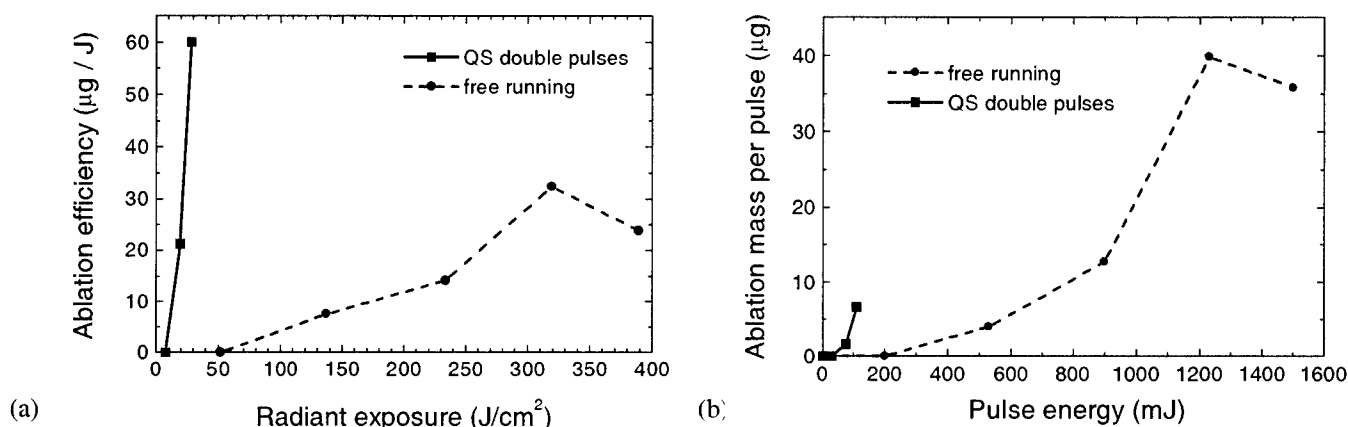 Ablation efficiency (µg / J)
60
50
40
30
20
10
0
QS double pulses
free running
0 50 100 150 200 250 300 350 400
Radiant exposure (J/cm²)
(a)
Ablation mass per pulse (µg)
40
30
20
10
0
free running
QS double pulses
0 200 400 600 800 1000 1200 1400 1600
Pulse energy (mJ)
(b)